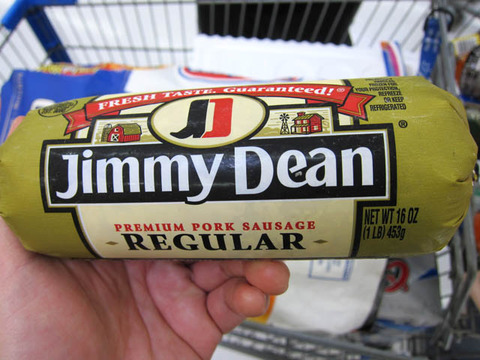 FRESH TASTE. Guaranteed!®
FROZEN FOR
YOUR PROTECTION.
REFREEZE
OR KEEP
REFRIGERATED
JD
Jimmy Dean®
PREMIUM PORK SAUSAGE
REGULAR
NET WT 16 OZ
(1 LB) 453g